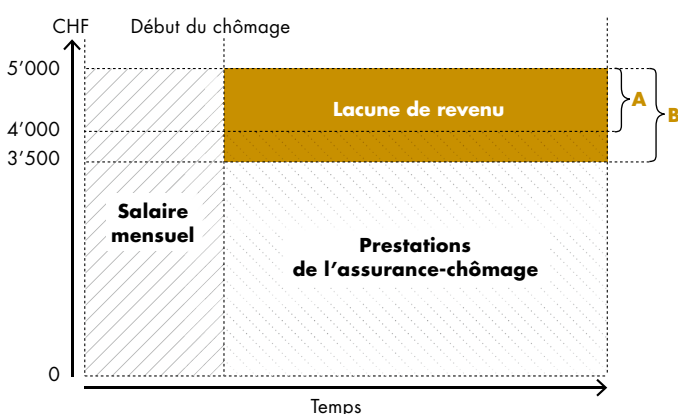 CHF
Début du chômage
5’000
4’000
3’500
0
Lacune de revenu
A
B
Salaire
mensuel
Prestations
de l’assurance-chômage
Temps